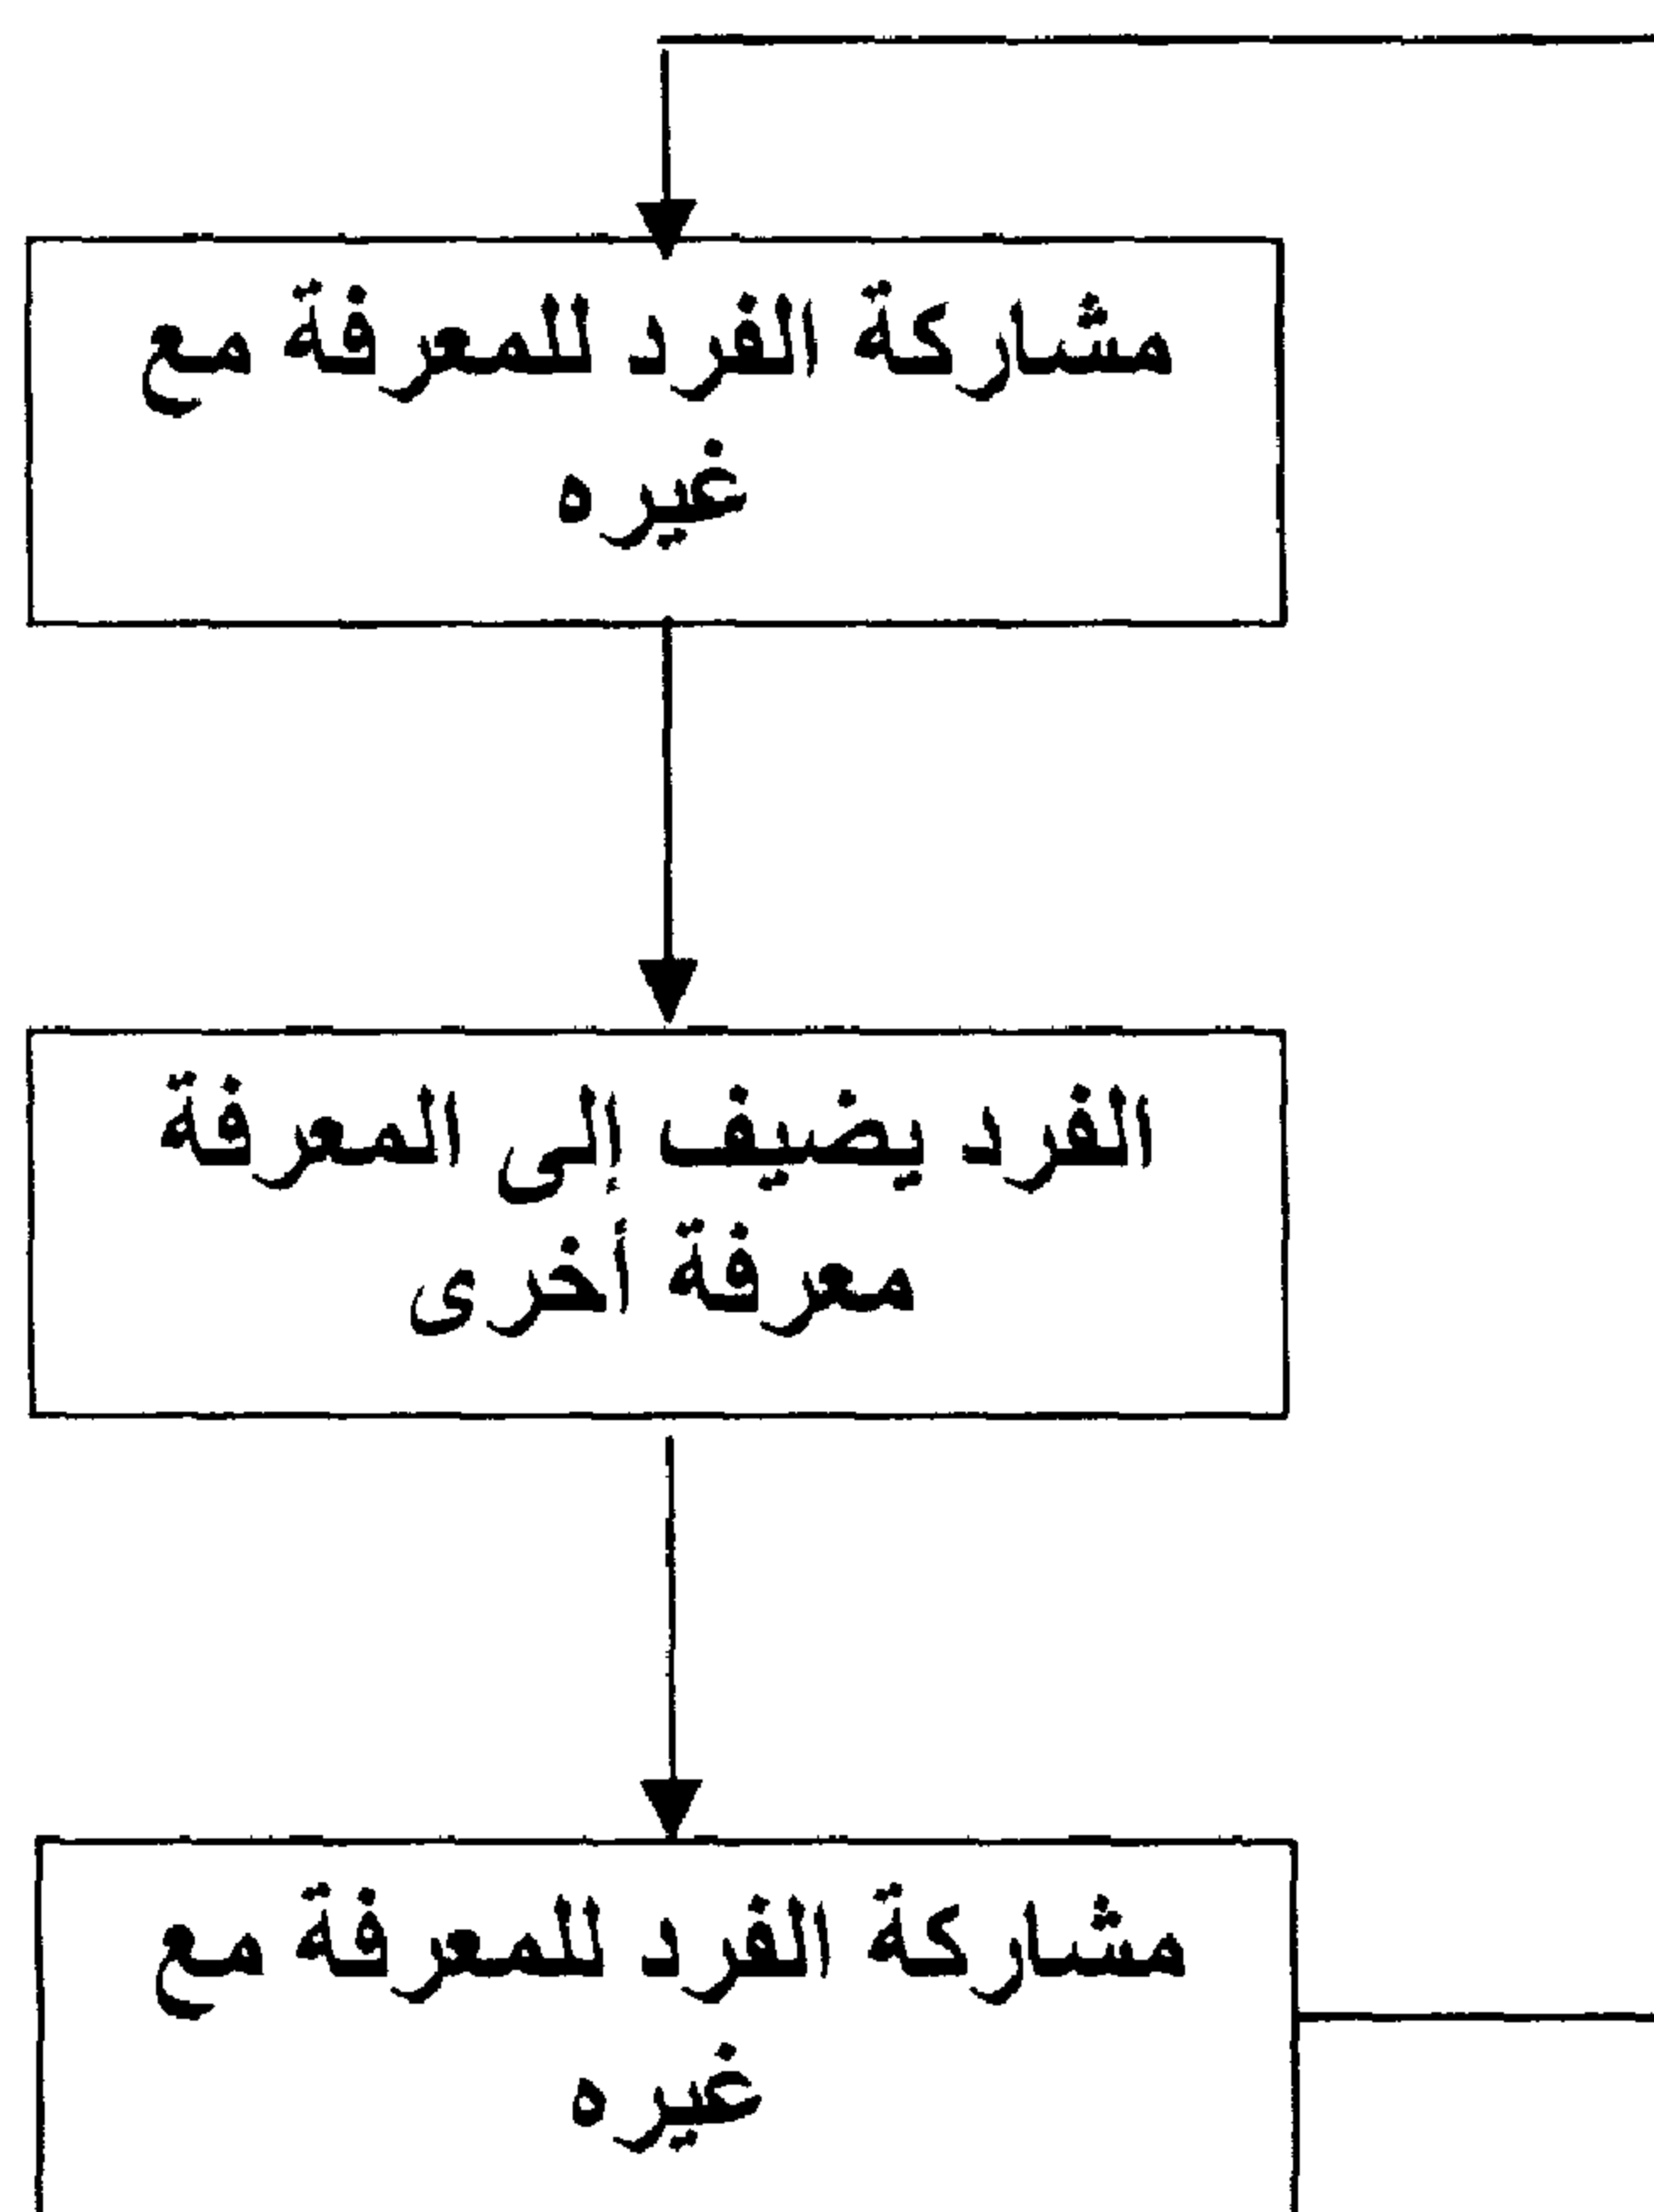 مشاركة الفرد للمعرفة مع
غيره
الفرد يضيف إلى المعرفة
معرفة أخرى
مشاركة الفرد للمعرفة مع
غيره